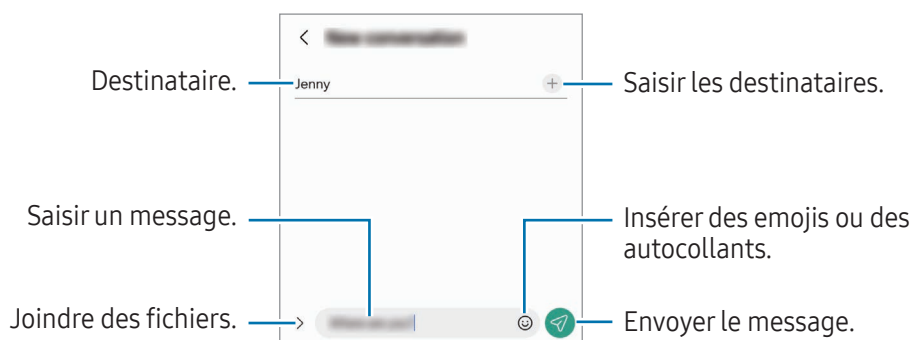 Destinataire.
Jenny
Saisir les destinataires.
Saisir un message.
Insérer des emojis ou des
autocollants.
Joindre des fichiers.
Envoyer le message.